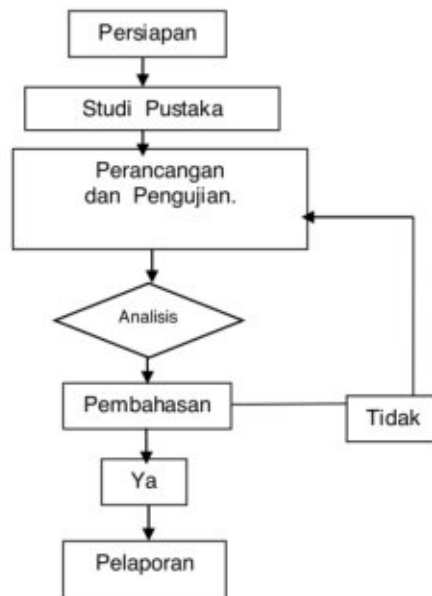 Persiapan
Studi Pustaka
Perancangan
dan Pengujian.
Analisis
Pembahasan
Tidak
Ya
Pelaporan